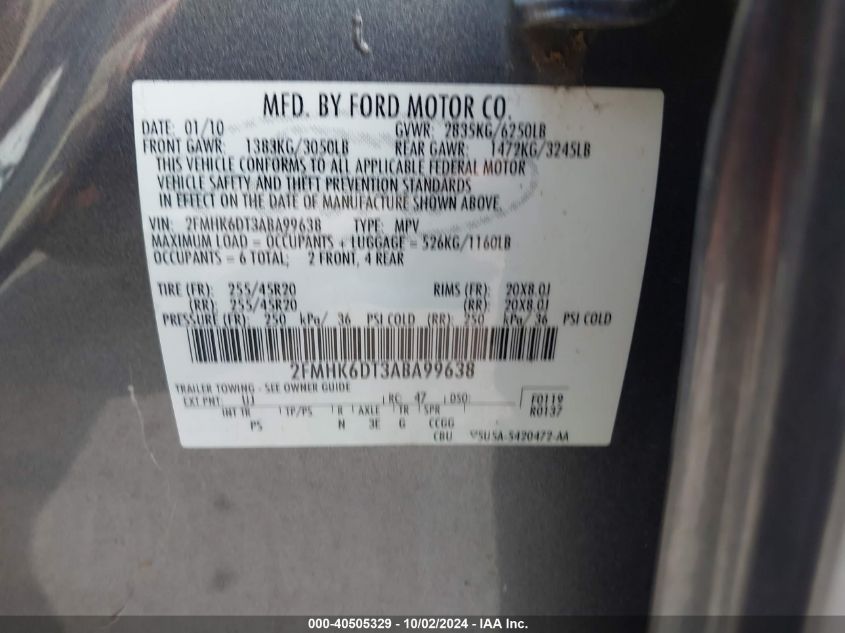 MFD. BY FORD MOTOR CO.
DATE: 01/10 GVWR: 2835KG/6250LB
FRONT GAWR: 1383KG/3050LB REAR GAWR: 1472KG/3245LB
THIS VEHICLE CONFORMS TO ALL APPLICABLE FEDERAL MOTOR
VEHICLE SAFETY AND THEFT PREVENTION STANDARDS
IN EFFECT ON THE DATE OF MANUFACTURE SHOWN ABOVE.
VIN: 2FMHK6DT3ABA99638 TYPE: MPV
MAXIMUM LOAD = OCCUPANTS + LUGGAGE = 526KG/1160LB
OCCUPANTS = 6 TOTAL; 2 FRONT, 4 REAR
TIRE (FR): 255/45R20 RIMS (FR): 20X8.0J
(RR): 255/45R20 (RR): 20X8.0J
PRESSURE (FR): 250 kPa/ 36 PSI COLD (RR): 250 kPa/ 36 PSI COLD
2FMHK6DT3ABA99638
TRAILER TOWING - SEE OWNER GUIDE
EXT PNT: UJ RC: 47 DSO: F0119
INT TR TP/PS R AXLE TR SPR R0137
PS N 3E G CCGG
CBU 5U5A-5420472-AA
000-40505329 - 10/02/2024 - IAA Inc.